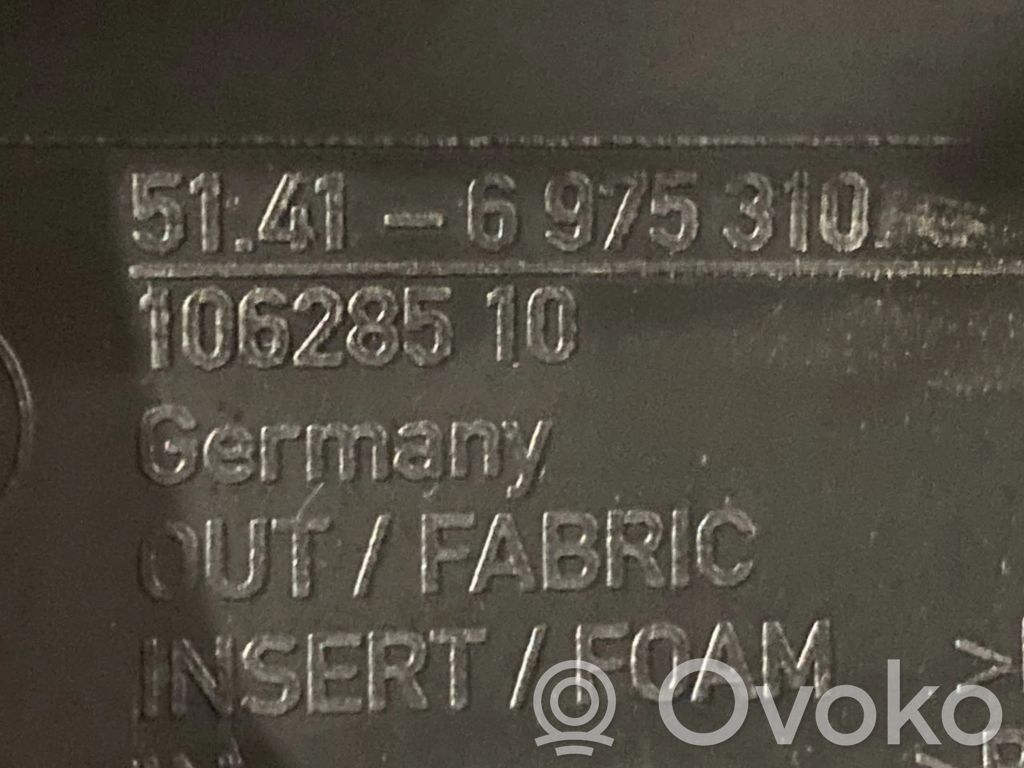 51.41 - 6 975 310.
106285 10
Germany
OUT / FABRIC
INSERT / FOAM
Ovoko